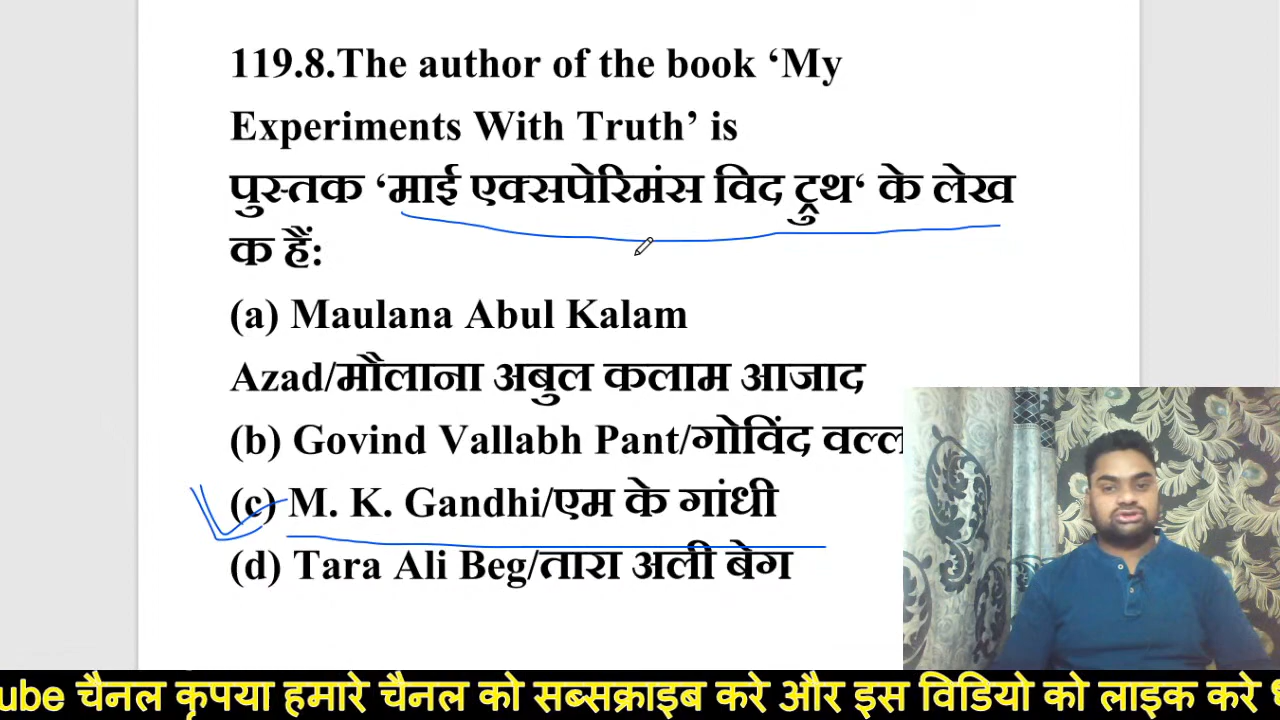 119.8.The author of the book ‘My
Experiments With Truth’ is
पुस्तक ‘माई एक्सपेरिमंस विद ट्रुथ‘ के लेख
क हैं:
(a) Maulana Abul Kalam
Azad/मौलाना अबुल कलाम आजाद
(b) Govind Vallabh Pant/गोविंद वल्ल
(c) M. K. Gandhi/एम के गांधी
(d) Tara Ali Beg/तारा अली बेग
ube चैनल कृपया हमारे चैनल को सब्सक्राइब करे और इस विडियो को लाइक करे